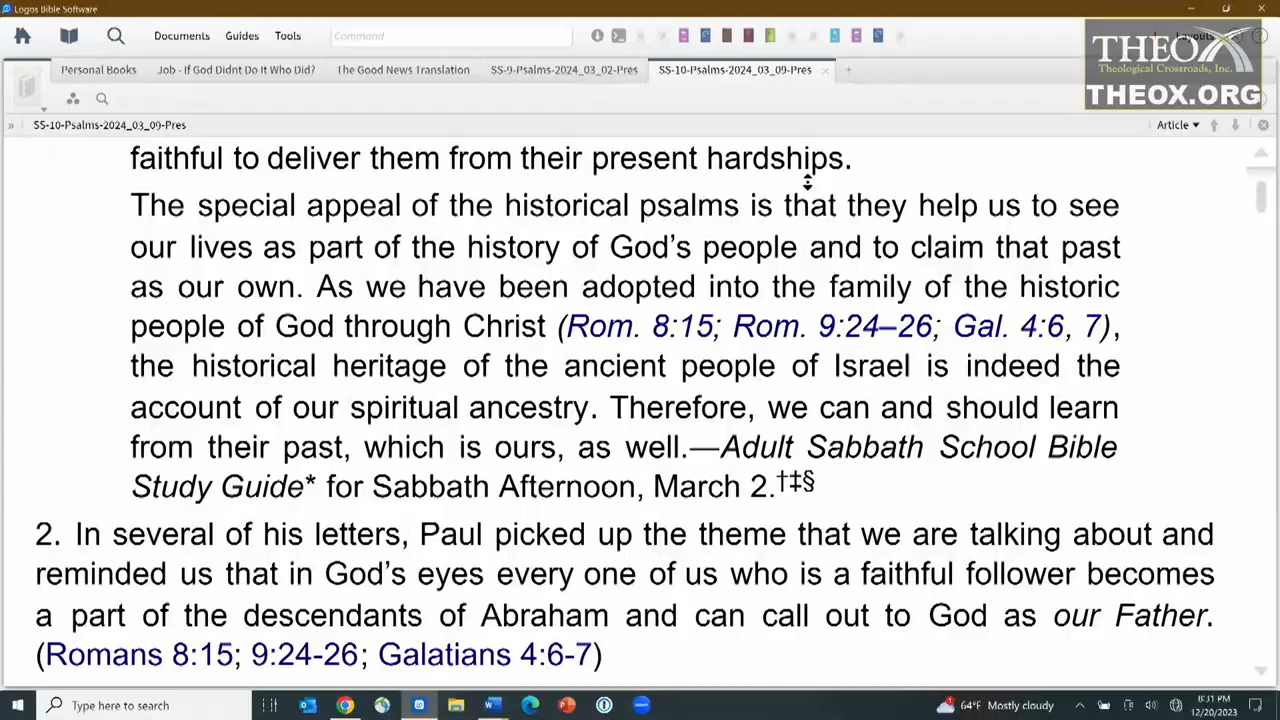 Logos Bible Software
Documents Guides Tools Command
THEOX
Theological Crossroads, Inc.
THEOX.ORG
Personal Books Job - If God Didnt Do It Who Did? SS-09-Psalms-2024_03_02-Pres SS-10-Psalms-2024_03_09-Pres
SS-10-Psalms-2024_03_09-Pres Article
faithful to deliver them from their present hardships.
The special appeal of the historical psalms is that they help us to see
our lives as part of the history of God’s people and to claim that past
as our own. As we have been adopted into the family of the historic
people of God through Christ (Rom. 8:15; Rom. 9:24–26; Gal. 4:6, 7),
the historical heritage of the ancient people of Israel is indeed the
account of our spiritual ancestry. Therefore, we can and should learn
from their past, which is ours, as well.—Adult Sabbath School Bible
Study Guide* for Sabbath Afternoon, March 2.†‡§
2. In several of his letters, Paul picked up the theme that we are talking about and
reminded us that in God’s eyes every one of us who is a faithful follower becomes
a part of the descendants of Abraham and can call out to God as our Father.
(Romans 8:15; 9:24-26; Galatians 4:6-7)
Type here to search 64°F Mostly cloudy 8:31 PM
12/20/2023